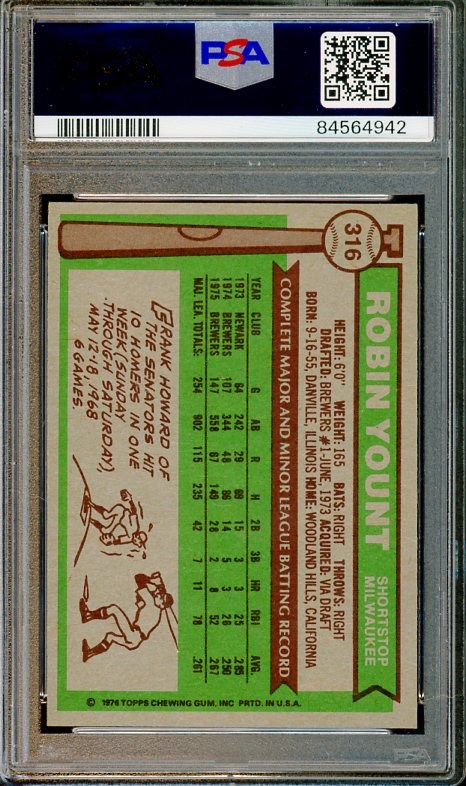 PSA
84564942
316
ROBIN YOUNT
SHORTSTOP
MILWAUKEE
HEIGHT: 6'0" WEIGHT: 165 BATS: RIGHT THROWS: RIGHT
DRAFTED: BREWERS #1-JUNE, 1973 ACQUIRED: VIA DRAFT
BORN: 9-16-55, DANVILLE, ILLINOIS HOME: WOODLAND HILLS, CALIFORNIA
COMPLETE MAJOR AND MINOR LEAGUE BATTING RECORD
YEAR CLUB G AB R H 2B 3B HR RBI AVG.
1973 NEWARK 64 242 29 69 15 3 3 25 .285
1974 BREWERS 107 344 48 86 14 5 3 26 .250
1975 BREWERS 147 558 67 149 28 2 8 52 .267
MAJ. LEA. TOTALS: 254 902 115 235 42 7 11 78 .261
FRANK HOWARD OF
THE SENATORS HIT
10 HOMERS IN ONE
WEEK (SUNDAY
THROUGH SATURDAY)
MAY 12-18, 1968
6 GAMES.
© 1976 TOPPS CHEWING GUM, INC PRTD. IN U.S.A.